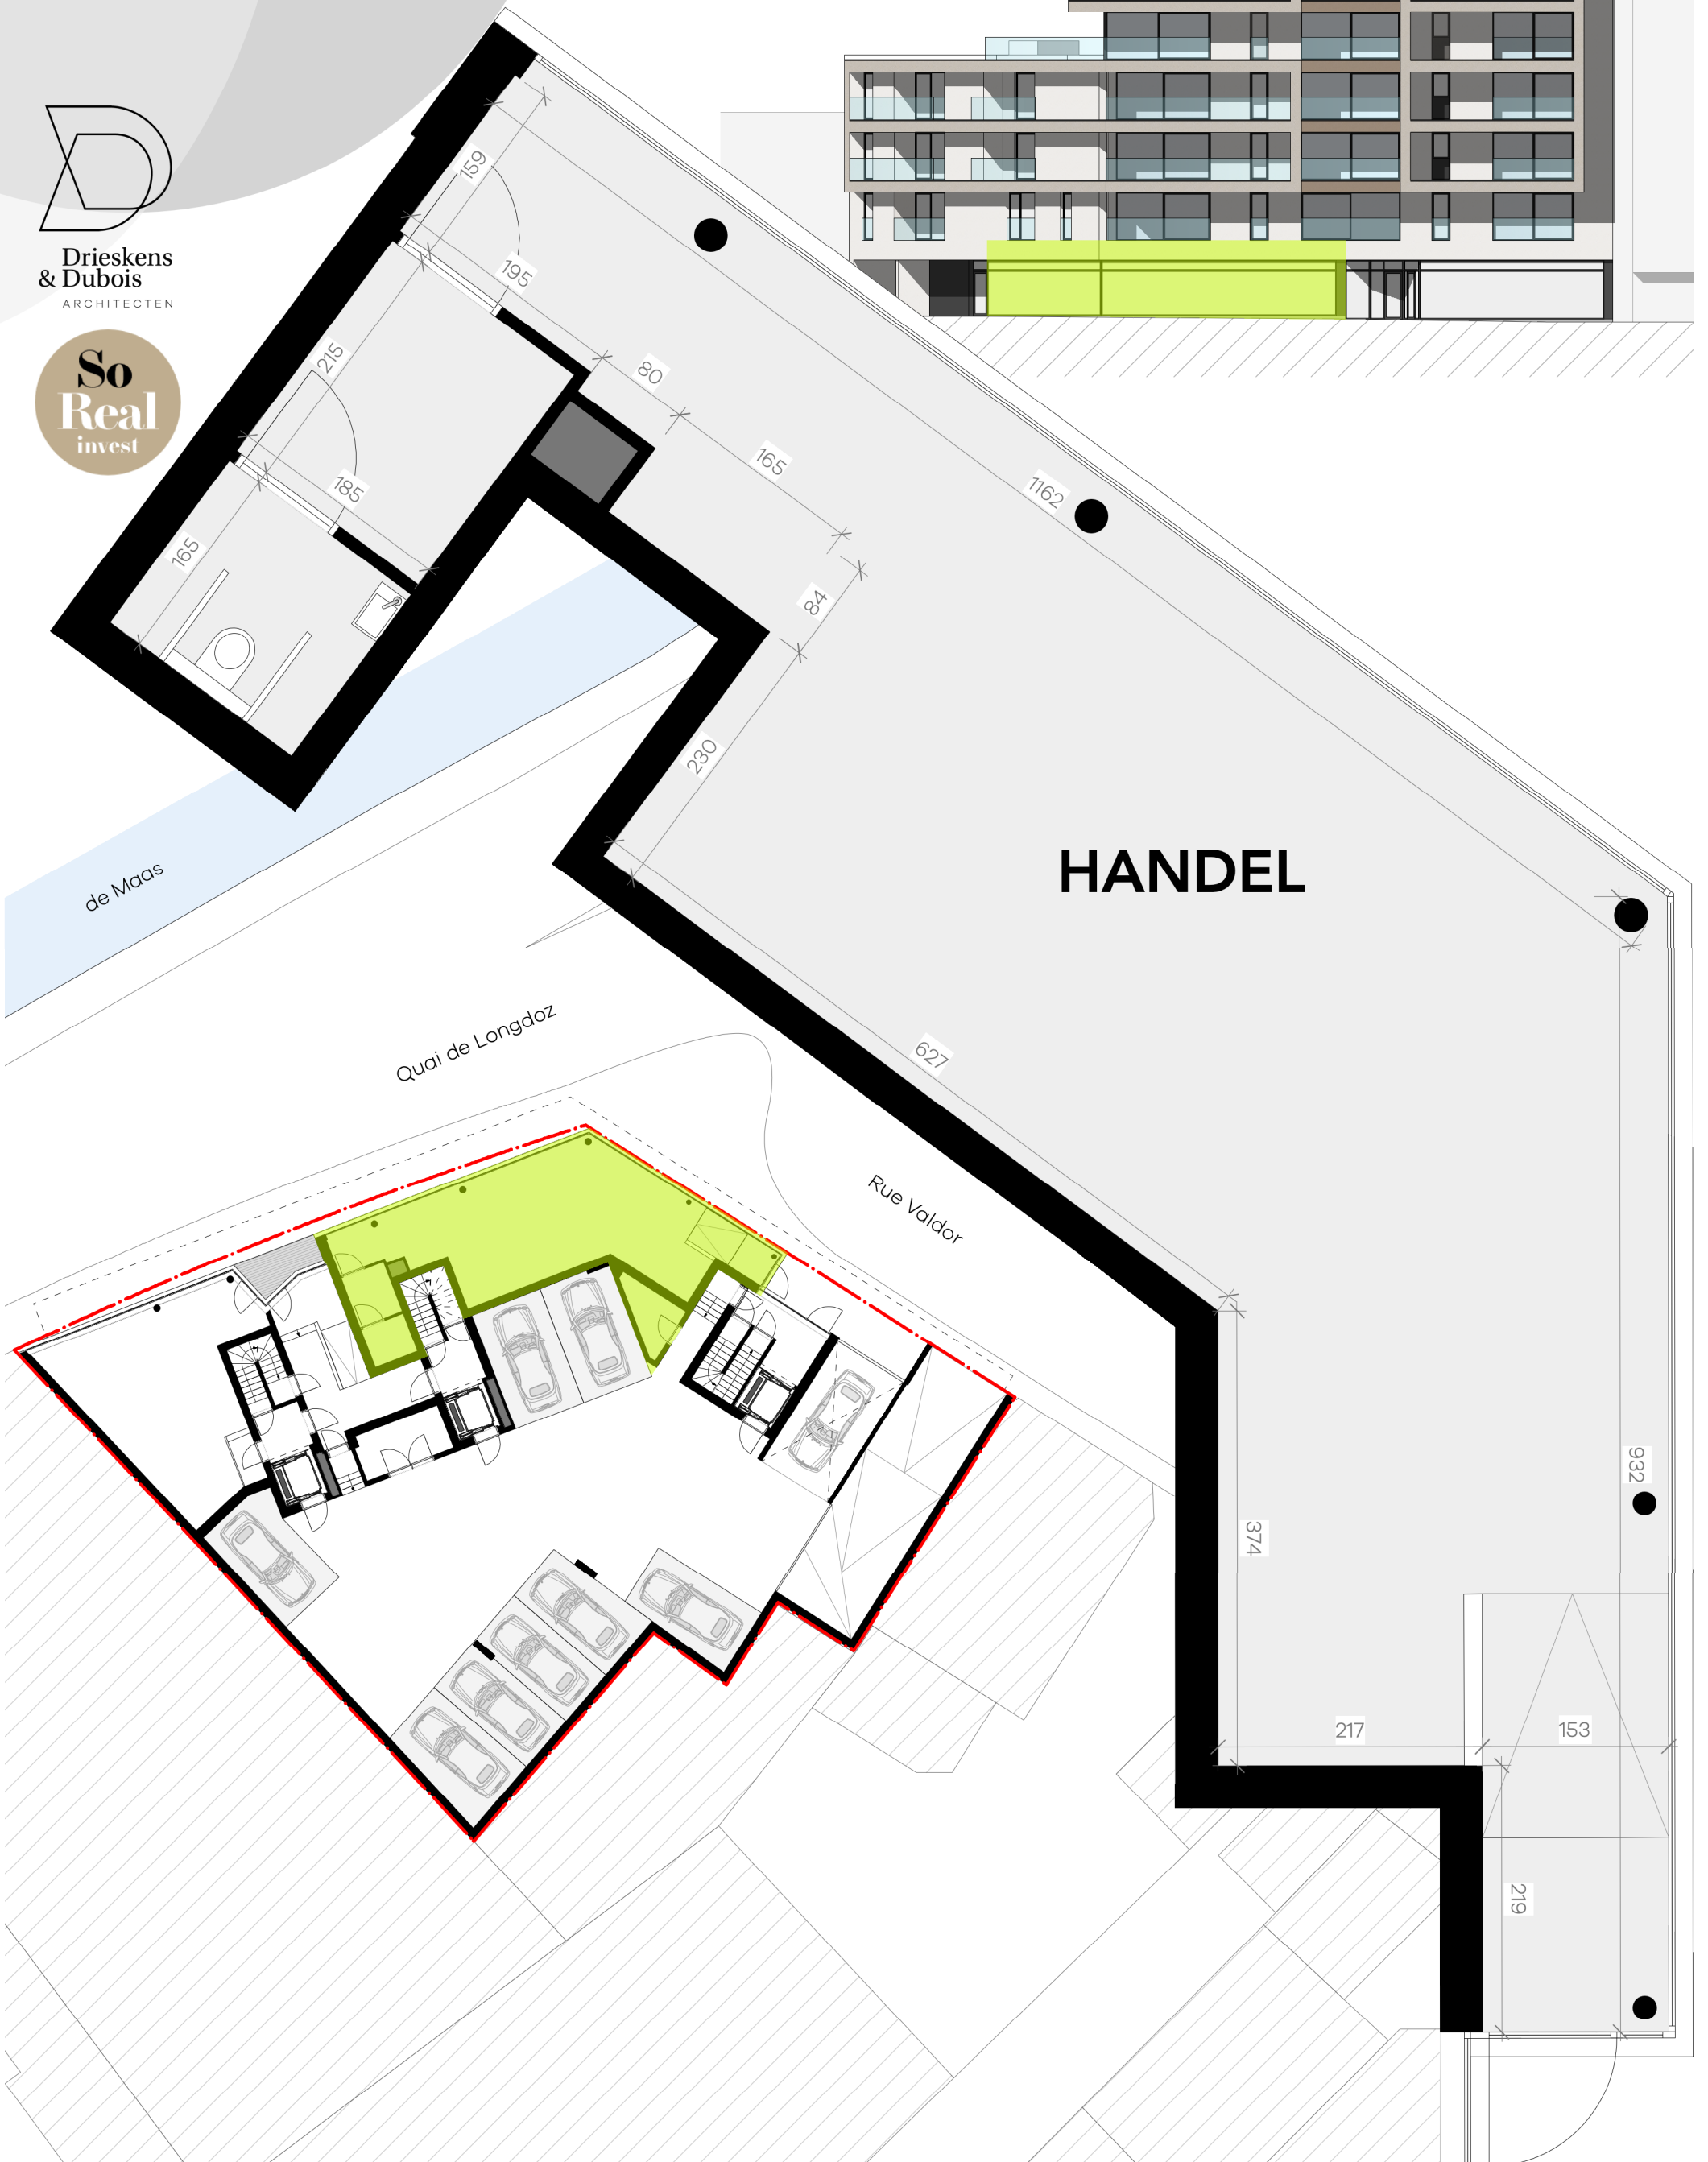 Drieskens
& Dubois
ARCHITECTEN
So
Real
invest
159
195
215
80
185
165
165
1162
84
230
HANDEL
de Maas
Quai de Longdoz
627
Rue Valdor
932
374
217
153
219